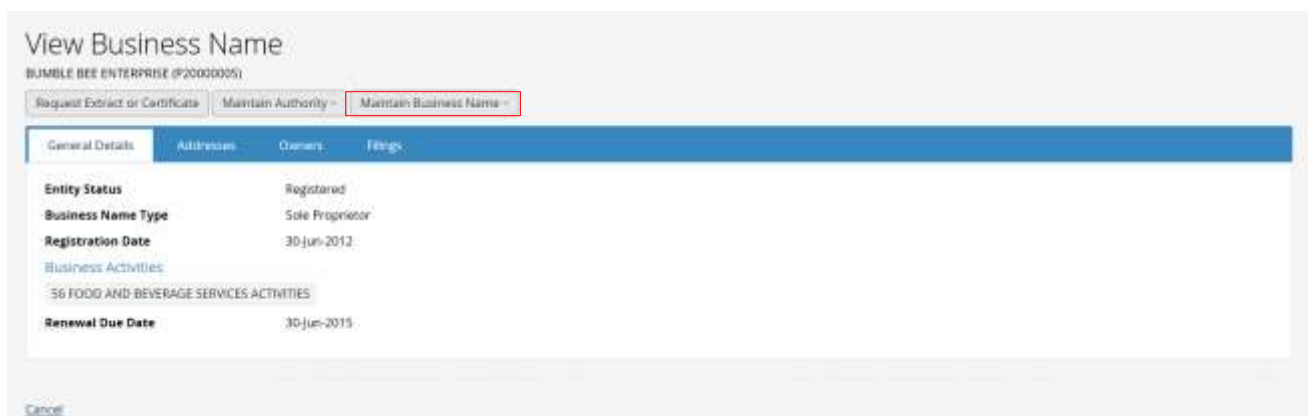 View Business Name
BUMBLE BEE ENTERPRISE (P20000005)
Request Extract or Certificate Maintain Authority Maintain Business Name
General Details Addresses Owners Filings
Entity Status Registered
Business Name Type Sole Proprietor
Registration Date 30-Jun-2012
Business Activities
56 FOOD AND BEVERAGE SERVICES ACTIVITIES
Renewal Due Date 30-Jun-2015
Cancel